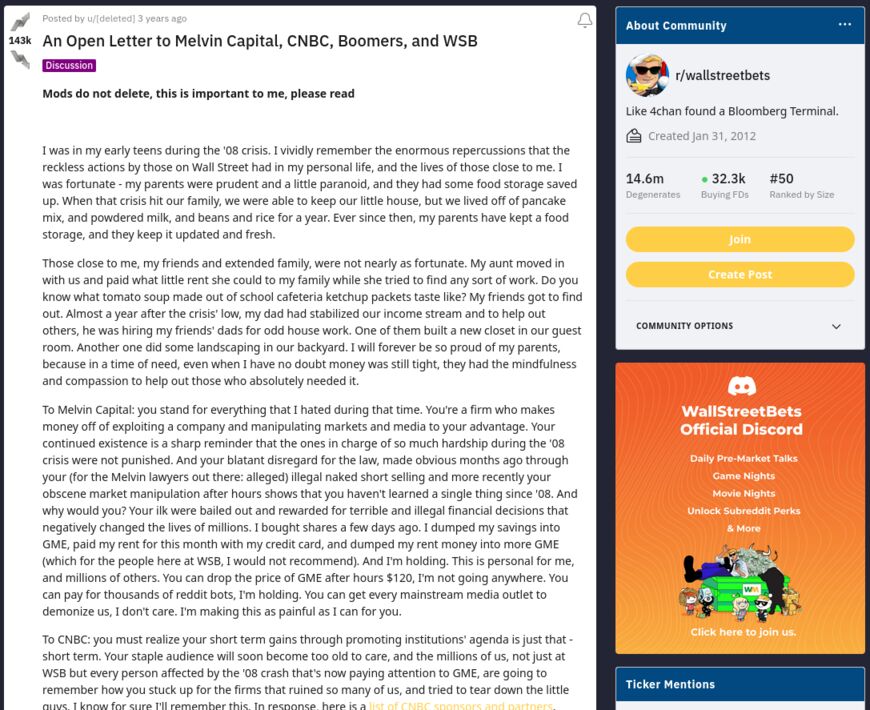 Posted by u/[deleted] 3 years ago
143k
An Open Letter to Melvin Capital, CNBC, Boomers, and WSB
Discussion
Mods do not delete, this is important to me, please read
I was in my early teens during the '08 crisis. I vividly remember the enormous repercussions that the
reckless actions by those on Wall Street had in my personal life, and the lives of those close to me. I
was fortunate - my parents were prudent and a little paranoid, and they had some food storage saved
up. When that crisis hit our family, we were able to keep our little house, but we lived off of pancake
mix, and powdered milk, and beans and rice for a year. Ever since then, my parents have kept a food
storage, and they keep it updated and fresh.
Those close to me, my friends and extended family, were not nearly as fortunate. My aunt moved in
with us and paid what little rent she could to my family while she tried to find any sort of work. Do you
know what tomato soup made out of school cafeteria ketchup packets taste like? My friends got to find
out. Almost a year after the crisis' low, my dad had stabilized our income stream and to help out
others, he was hiring my friends' dads for odd house work. One of them built a new closet in our guest
room. Another one did some landscaping in our backyard. I will forever be so proud of my parents,
because in a time of need, even when I have no doubt money was still tight, they had the mindfulness
and compassion to help out those who absolutely needed it.
To Melvin Capital: you stand for everything that I hated during that time. You're a firm who makes
money off of exploiting a company and manipulating markets and media to your advantage. Your
continued existence is a sharp reminder that the ones in charge of so much hardship during the '08
crisis were not punished. And your blatant disregard for the law, made obvious months ago through
your (for the Melvin lawyers out there: alleged) illegal naked short selling and more recently your
obscene market manipulation after hours shows that you haven't learned a single thing since '08. And
why would you? Your ilk were bailed out and rewarded for terrible and illegal financial decisions that
negatively changed the lives of millions. I bought shares a few days ago. I dumped my savings into
GME, paid my rent for this month with my credit card, and dumped my rent money into more GME
(which for the people here at WSB, I would not recommend). And I'm holding. This is personal for me,
and millions of others. You can drop the price of GME after hours $120, I'm not going anywhere. You
can pay for thousands of reddit bots, I'm holding. You can get every mainstream media outlet to
demonize us, I don't care. I'm making this as painful as I can for you.
To CNBC: you must realize your short term gains through promoting institutions' agenda is just that -
short term. Your staple audience will soon become too old to care, and the millions of us, not just at
WSB but every person affected by the '08 crash that's now paying attention to GME, are going to
remember how you stuck up for the firms that ruined so many of us, and tried to tear down the little
guys. I know for sure I'll remember this. In response, here is a list of CNBC sponsors and partners.
About Community
r/wallstreetbets
Like 4chan found a Bloomberg Terminal.
Created Jan 31, 2012
14.6m 32.3k #50
Degenerates Buying FDs Ranked by Size
Join
Create Post
COMMUNITY OPTIONS
WallStreetBets
Official Discord
Daily Pre-Market Talks
Game Nights
Movie Nights
Unlock Subreddit Perks
& More
Click here to join us.
Ticker Mentions